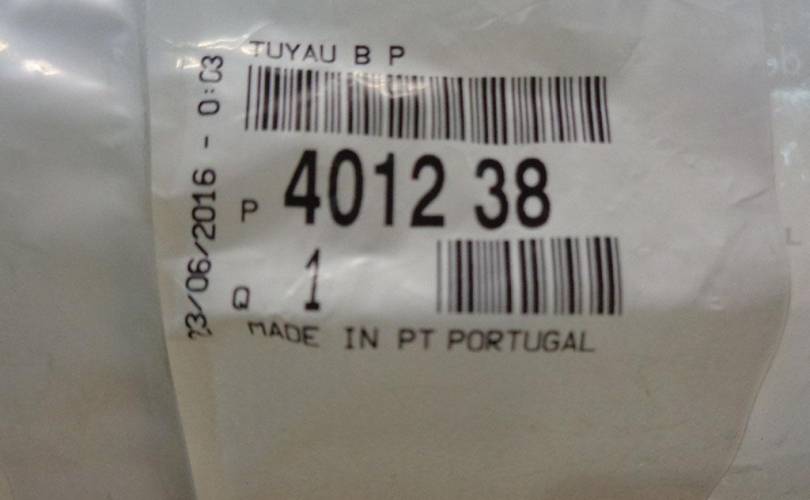 TUYAU B P
P 4012 38
Q 1
MADE IN PT PORTUGAL
23/06/2016 - 0:03